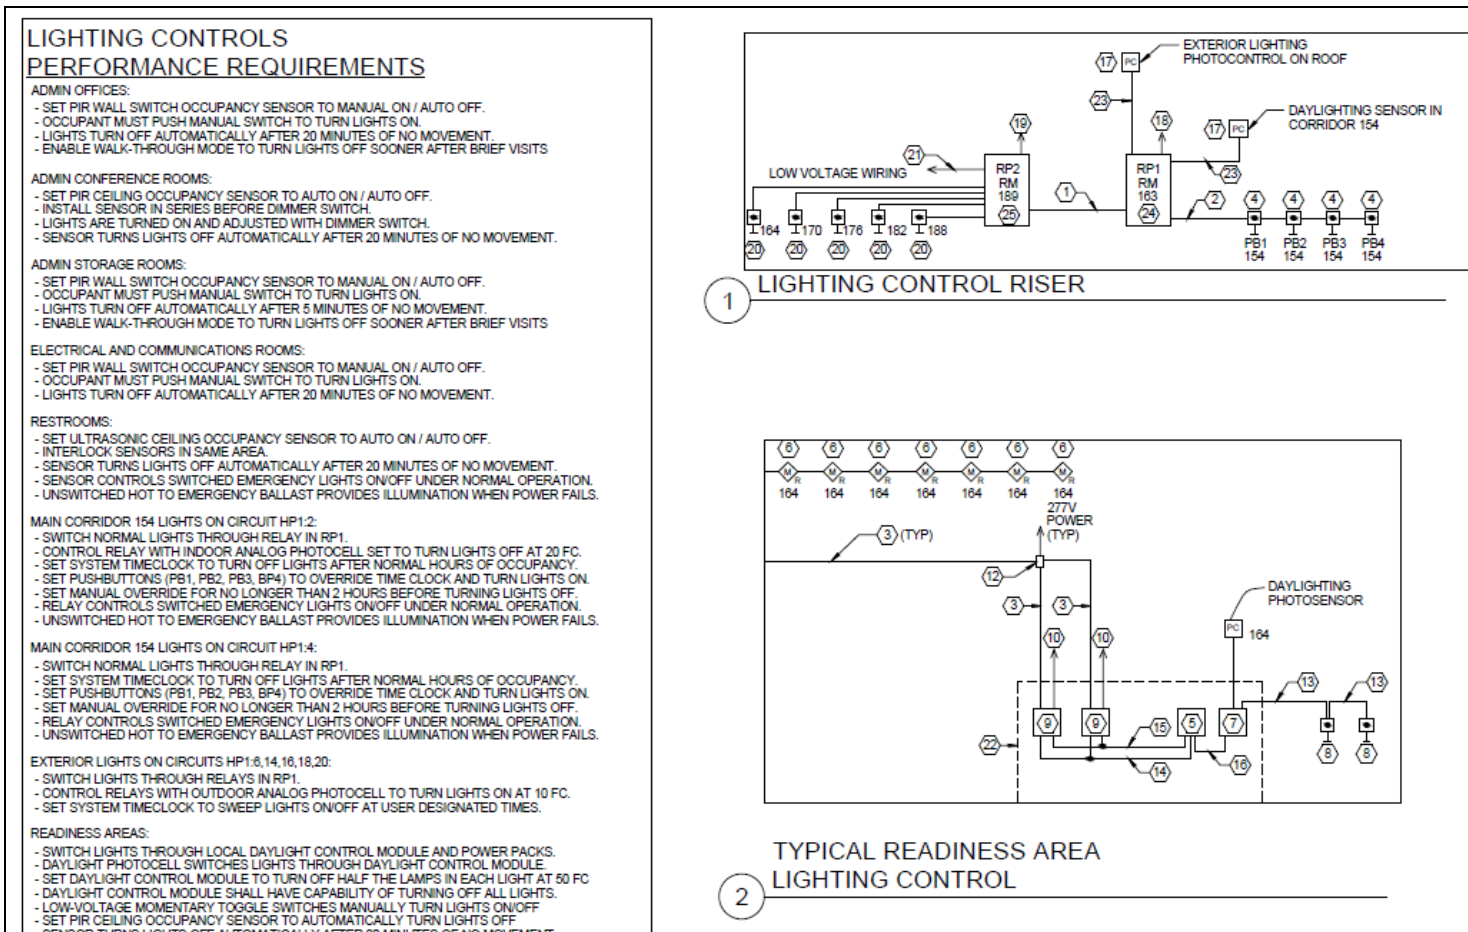 LIGHTING CONTROLS
PERFORMANCE REQUIREMENTS
ADMIN OFFICES:
- SET PIR WALL SWITCH OCCUPANCY SENSOR TO MANUAL ON / AUTO OFF.
- OCCUPANT MUST PUSH MANUAL SWITCH TO TURN LIGHTS ON.
- LIGHTS TURN OFF AUTOMATICALLY AFTER 20 MINUTES OF NO MOVEMENT.
- ENABLE WALK-THROUGH MODE TO TURN LIGHTS OFF SOONER AFTER BRIEF VISITS
ADMIN CONFERENCE ROOMS:
- SET PIR CEILING OCCUPANCY SENSOR TO AUTO ON / AUTO OFF.
- INSTALL SENSOR IN SERIES BEFORE DIMMER SWITCH.
- LIGHTS ARE TURNED ON AND ADJUSTED WITH DIMMER SWITCH.
- SENSOR TURNS LIGHTS OFF AUTOMATICALLY AFTER 20 MINUTES OF NO MOVEMENT.
ADMIN STORAGE ROOMS:
- SET PIR WALL SWITCH OCCUPANCY SENSOR TO MANUAL ON / AUTO OFF.
- OCCUPANT MUST PUSH MANUAL SWITCH TO TURN LIGHTS ON.
- LIGHTS TURN OFF AUTOMATICALLY AFTER 5 MINUTES OF NO MOVEMENT.
- ENABLE WALK-THROUGH MODE TO TURN LIGHTS OFF SOONER AFTER BRIEF VISITS
ELECTRICAL AND COMMUNICATIONS ROOMS:
- SET PIR WALL SWITCH OCCUPANCY SENSOR TO MANUAL ON / AUTO OFF.
- OCCUPANT MUST PUSH MANUAL SWITCH TO TURN LIGHTS ON.
- LIGHTS TURN OFF AUTOMATICALLY AFTER 20 MINUTES OF NO MOVEMENT.
RESTROOMS:
- SET ULTRASONIC CEILING OCCUPANCY SENSOR TO AUTO ON / AUTO OFF.
- INTERLOCK SENSORS IN SAME AREA.
- SENSOR TURNS LIGHTS OFF AUTOMATICALLY AFTER 20 MINUTES OF NO MOVEMENT.
- SENSOR CONTROLS SWITCHED EMERGENCY LIGHTS ON/OFF UNDER NORMAL OPERATION.
- UNSWITCHED HOT TO EMERGENCY BALLAST PROVIDES ILLUMINATION WHEN POWER FAILS.
MAIN CORRIDOR 154 LIGHTS ON CIRCUIT HP1:2:
- SWITCH NORMAL LIGHTS THROUGH RELAY IN RP1.
- CONTROL RELAY WITH INDOOR ANALOG PHOTOCELL SET TO TURN LIGHTS OFF AT 20 FC.
- SET SYSTEM TIMECLOCK TO TURN OFF LIGHTS AFTER NORMAL HOURS OF OCCUPANCY.
- SET PUSHBUTTONS (PB1, PB2, PB3, BP4) TO OVERRIDE TIME CLOCK AND TURN LIGHTS ON.
- SET MANUAL OVERRIDE FOR NO LONGER THAN 2 HOURS BEFORE TURNING LIGHTS OFF.
- RELAY CONTROLS SWITCHED EMERGENCY LIGHTS ON/OFF UNDER NORMAL OPERATION.
- UNSWITCHED HOT TO EMERGENCY BALLAST PROVIDES ILLUMINATION WHEN POWER FAILS.
MAIN CORRIDOR 154 LIGHTS ON CIRCUIT HP1:4:
- SWITCH NORMAL LIGHTS THROUGH RELAY IN RP1.
- SET SYSTEM TIMECLOCK TO TURN OFF LIGHTS AFTER NORMAL HOURS OF OCCUPANCY.
- SET PUSHBUTTONS (PB1, PB2, PB3, BP4) TO OVERRIDE TIME CLOCK AND TURN LIGHTS ON.
- SET MANUAL OVERRIDE FOR NO LONGER THAN 2 HOURS BEFORE TURNING LIGHTS OFF.
- RELAY CONTROLS SWITCHED EMERGENCY LIGHTS ON/OFF UNDER NORMAL OPERATION.
- UNSWITCHED HOT TO EMERGENCY BALLAST PROVIDES ILLUMINATION WHEN POWER FAILS.
EXTERIOR LIGHTS ON CIRCUITS HP1:6,14,16,18,20:
- SWITCH LIGHTS THROUGH RELAYS IN RP1.
- CONTROL RELAYS WITH OUTDOOR ANALOG PHOTOCELL TO TURN LIGHTS ON AT 10 FC.
- SET SYSTEM TIMECLOCK TO SWEEP LIGHTS ON/OFF AT USER DESIGNATED TIMES.
READINESS AREAS:
- SWITCH LIGHTS THROUGH LOCAL DAYLIGHT CONTROL MODULE AND POWER PACKS.
- DAYLIGHT PHOTOCELL SWITCHES LIGHTS THROUGH DAYLIGHT CONTROL MODULE.
- SET DAYLIGHT CONTROL MODULE TO TURN OFF HALF THE LAMPS IN EACH LIGHT AT 50 FC
- DAYLIGHT CONTROL MODULE SHALL HAVE CAPABILITY OF TURNING OFF ALL LIGHTS.
- LOW-VOLTAGE MOMENTARY TOGGLE SWITCHES MANUALLY TURN LIGHTS ON/OFF
- SET PIR CEILING OCCUPANCY SENSOR TO AUTOMATICALLY TURN LIGHTS OFF
- SENSOR TURNS LIGHTS OFF AUTOMATICALLY AFTER 20 MINUTES OF NO MOVEMENT.
EXTERIOR LIGHTING
PHOTOCONTROL ON ROOF
17 PC
23
DAYLIGHTING SENSOR IN
CORRIDOR 154
17 PC
19
18
21
LOW VOLTAGE WIRING
RP2
RM
189
25
1
RP1
RM
163
24
23
2
4 4 4 4
164 170 176 182 188
20 20 20 20 20
PB1 PB2 PB3 PB4
154 154 154 154
1
LIGHTING CONTROL RISER
6 6 6 6 6 6 6
M R M R M R M R M R M R M R
164 164 164 164 164 164 164
277V
POWER
(TYP)
3 (TYP)
12
3 3
DAYLIGHTING
PHOTOSENSOR
PC 164
10 10
13 13
9 9 5 7
15
22
8 8
14 16
TYPICAL READINESS AREA
2
LIGHTING CONTROL